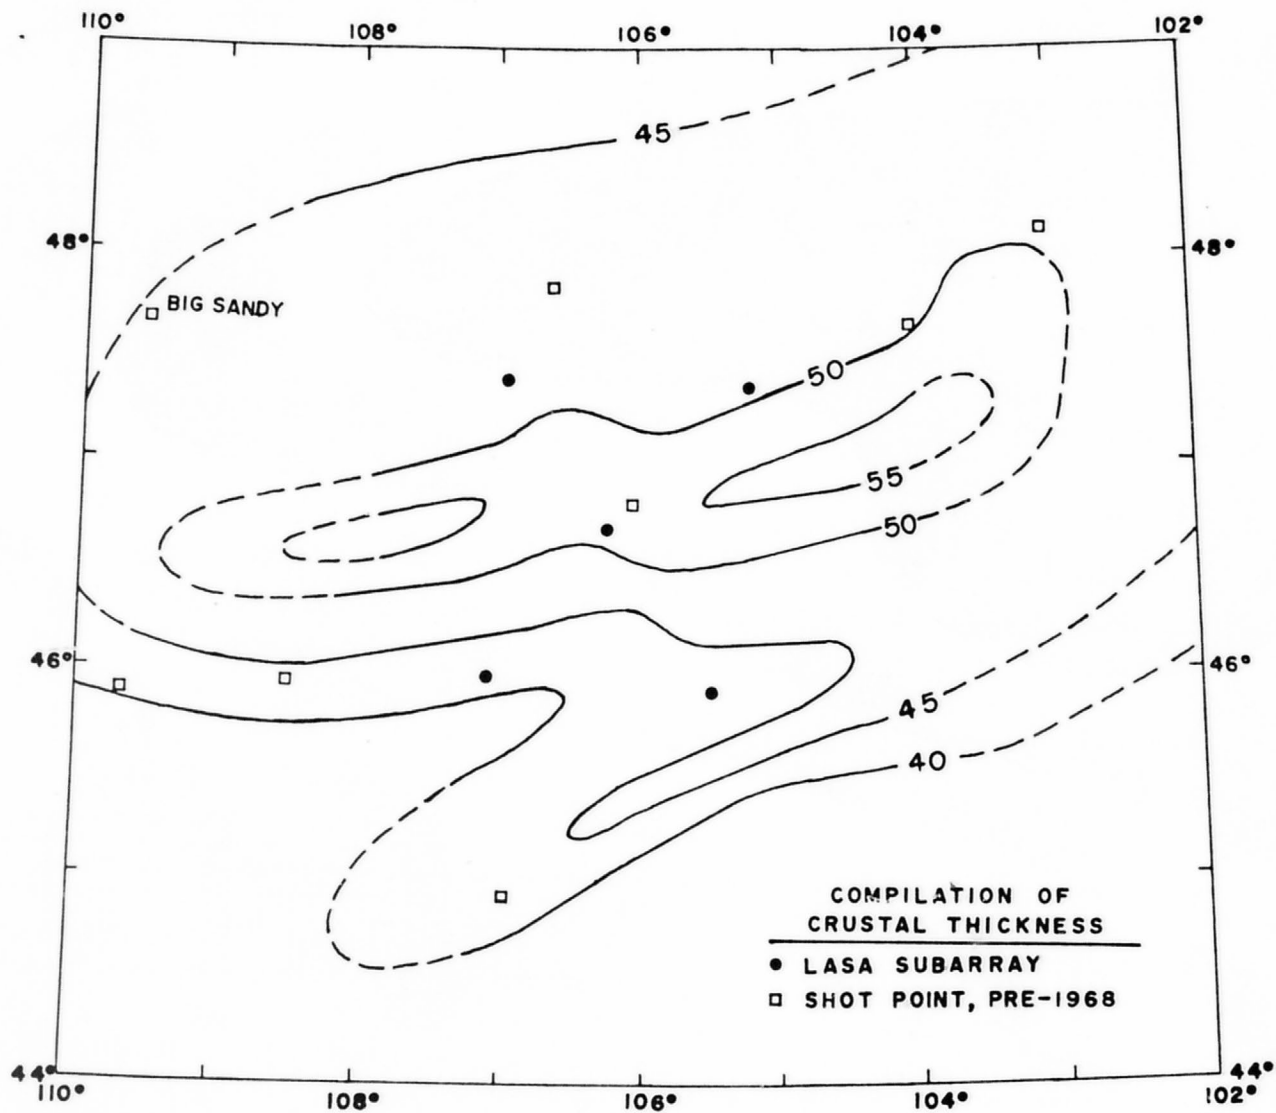 110° 108° 106° 104° 102°
45
48° 48°
BIG SANDY
50
55
50
46° 46°
45
40
COMPILATION OF
CRUSTAL THICKNESS
LASA SUBARRAY
SHOT POINT, PRE-1968
44° 44°
110° 108° 106° 104° 102°